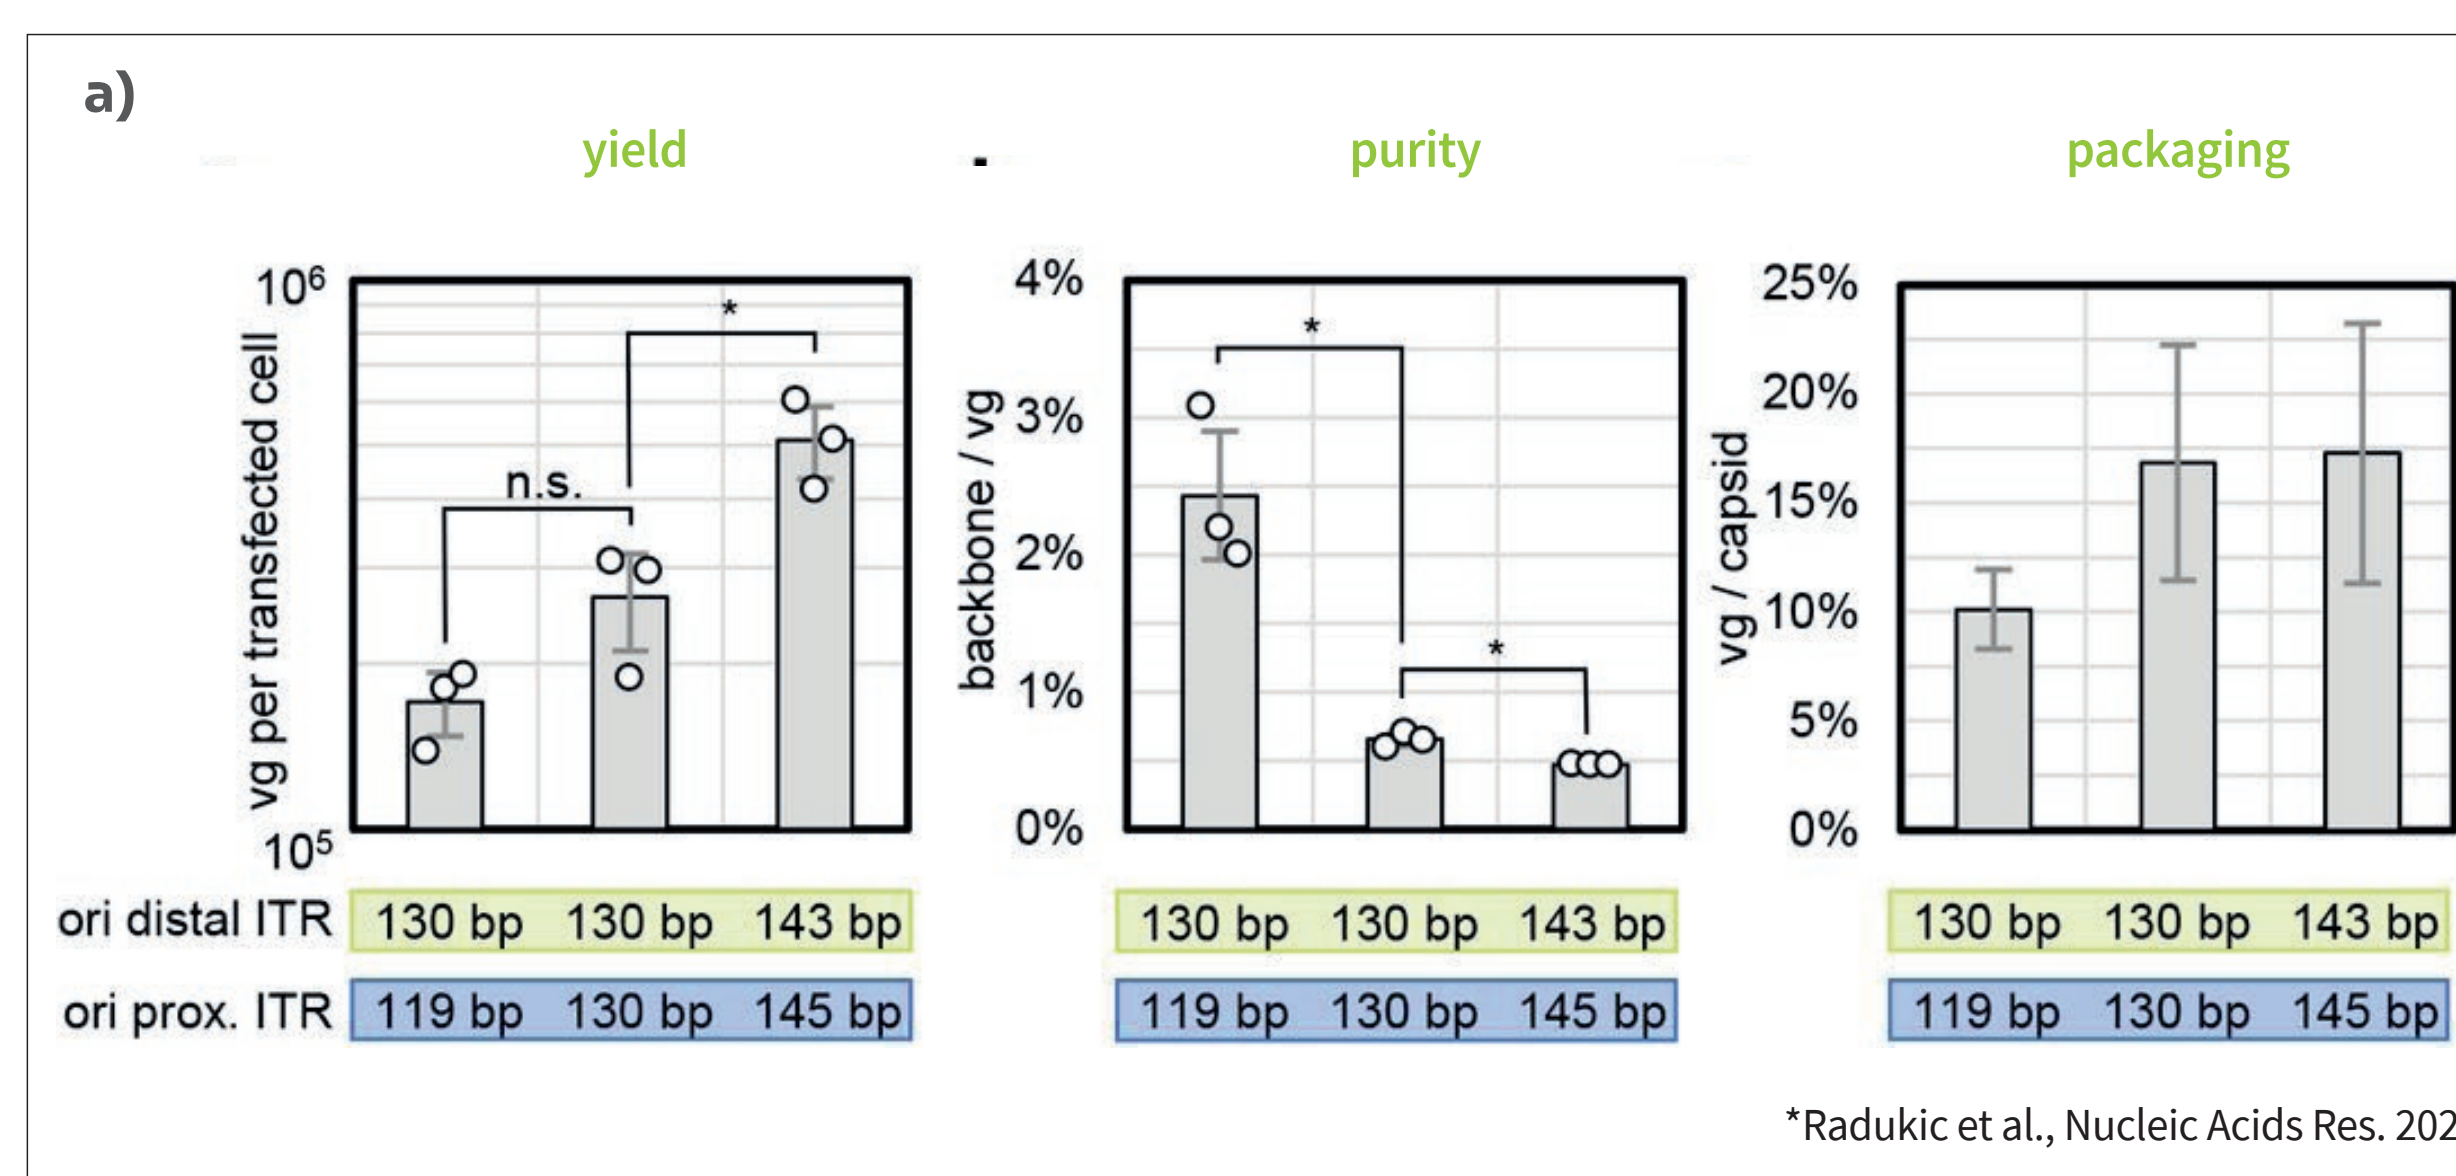 a)
yield
10⁶
10⁵
vg per transfected cell
n.s.
*
purity
4%
3%
2%
1%
0%
backbone / vg
*
*
packaging
25%
20%
15%
10%
5%
0%
vg / capsid
ori distal ITR 130 bp 130 bp 143 bp 130 bp 130 bp 143 bp 130 bp 130 bp 143 bp
ori prox. ITR 119 bp 130 bp 145 bp 119 bp 130 bp 145 bp 119 bp 130 bp 145 bp
*Radukic et al., Nucleic Acids Res. 202